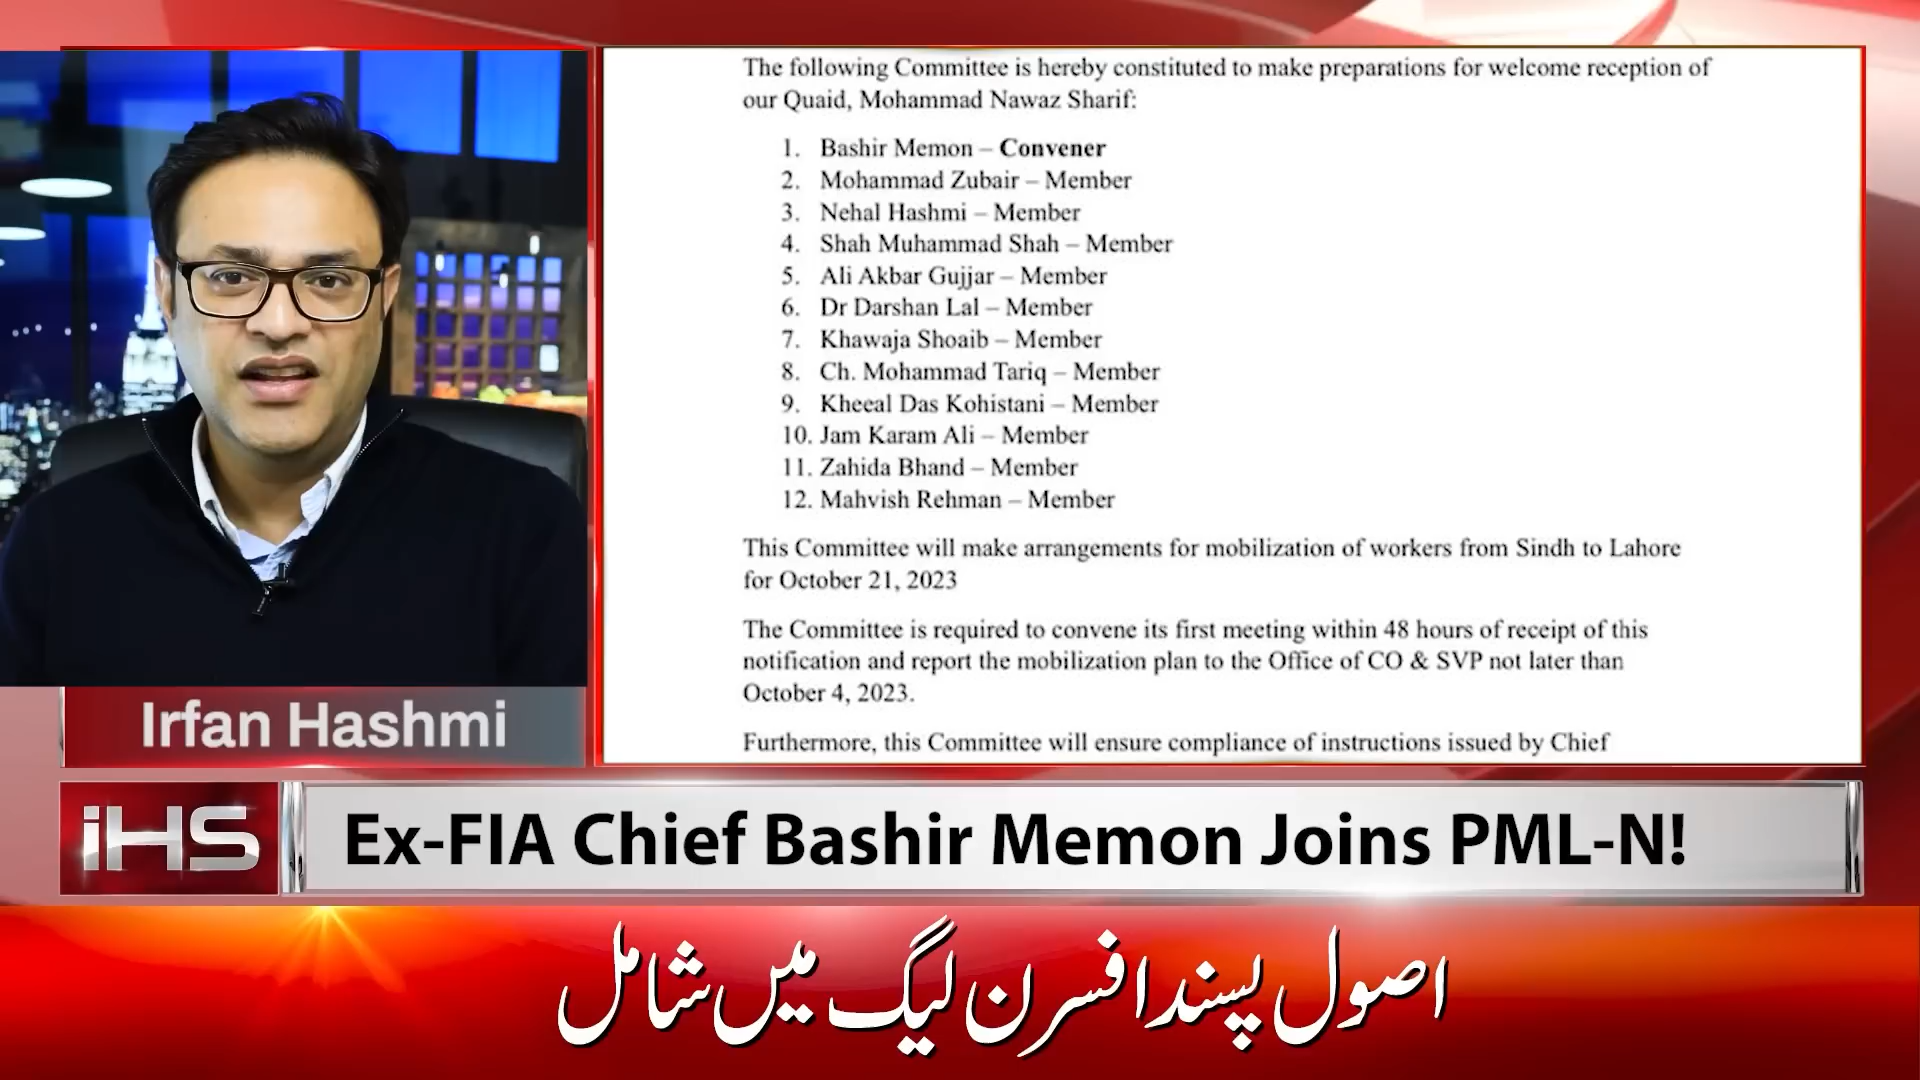 The following Committee is hereby constituted to make preparations for welcome reception of
our Quaid, Mohammad Nawaz Sharif:
1. Bashir Memon – Convener
2. Mohammad Zubair – Member
3. Nehal Hashmi – Member
4. Shah Muhammad Shah – Member
5. Ali Akbar Gujjar – Member
6. Dr Darshan Lal – Member
7. Khawaja Shoaib – Member
8. Ch. Mohammad Tariq – Member
9. Kheeal Das Kohistani – Member
10. Jam Karam Ali – Member
11. Zahida Bhand – Member
12. Mahvish Rehman – Member
This Committee will make arrangements for mobilization of workers from Sindh to Lahore
for October 21, 2023
The Committee is required to convene its first meeting within 48 hours of receipt of this
notification and report the mobilization plan to the Office of CO & SVP not later than
October 4, 2023.
Furthermore, this Committee will ensure compliance of instructions issued by Chief
Irfan Hashmi
iHS
Ex-FIA Chief Bashir Memon Joins PML-N!
اصول پسند افسر ن لیگ میں شامل